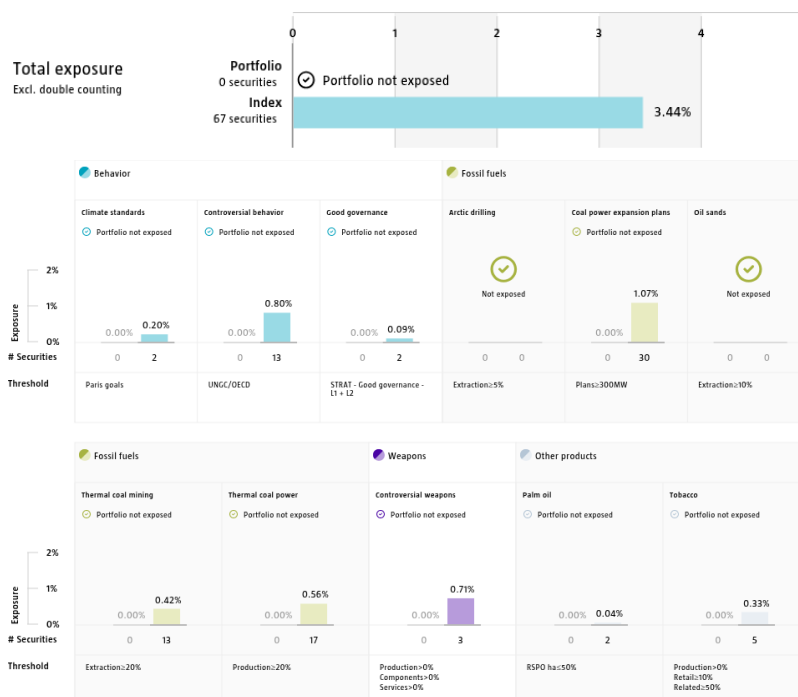 0 1 2 3 4
Total exposure
Excl. double counting
Portfolio
0 securities
Portfolio not exposed
Index
67 securities
3.44%
Behavior
Fossil fuels
Climate standards
Controversial behavior
Good governance
Arctic drilling
Coal power expansion plans
Oil sands
Portfolio not exposed
Portfolio not exposed
Portfolio not exposed
Portfolio not exposed
Not exposed
Not exposed
Exposure
2%
1%
0%
0.00% 0.20%
0.00% 0.80%
0.00% 0.09%
0.00% 1.07%
# Securities
0 2
0 13
0 2
0 0
0 30
0 0
Threshold
Paris goals
UNGC/OECD
STRAT - Good governance -
L1 + L2
Extraction≥5%
Plans≥300MW
Extraction≥10%
Fossil fuels
Weapons
Other products
Thermal coal mining
Thermal coal power
Controversial weapons
Palm oil
Tobacco
Portfolio not exposed
Portfolio not exposed
Portfolio not exposed
Portfolio not exposed
Portfolio not exposed
Exposure
2%
1%
0%
0.00% 0.42%
0.00% 0.56%
0.00% 0.71%
0.00% 0.04%
0.00% 0.33%
# Securities
0 13
0 17
0 3
0 2
0 5
Threshold
Extraction≥20%
Production≥20%
Production>0%
Components>0%
Services>0%
RSPO ha≤50%
Production>0%
Retail≥10%
Related≥50%